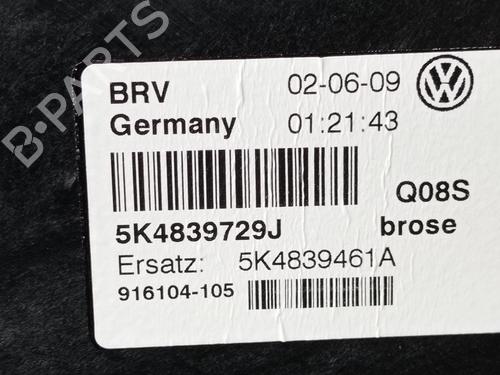 B-PARTS
BRV 02-06-09
Germany 01:21:43
Q08S
5K4839729J brose
Ersatz: 5K4839461A
916104-105